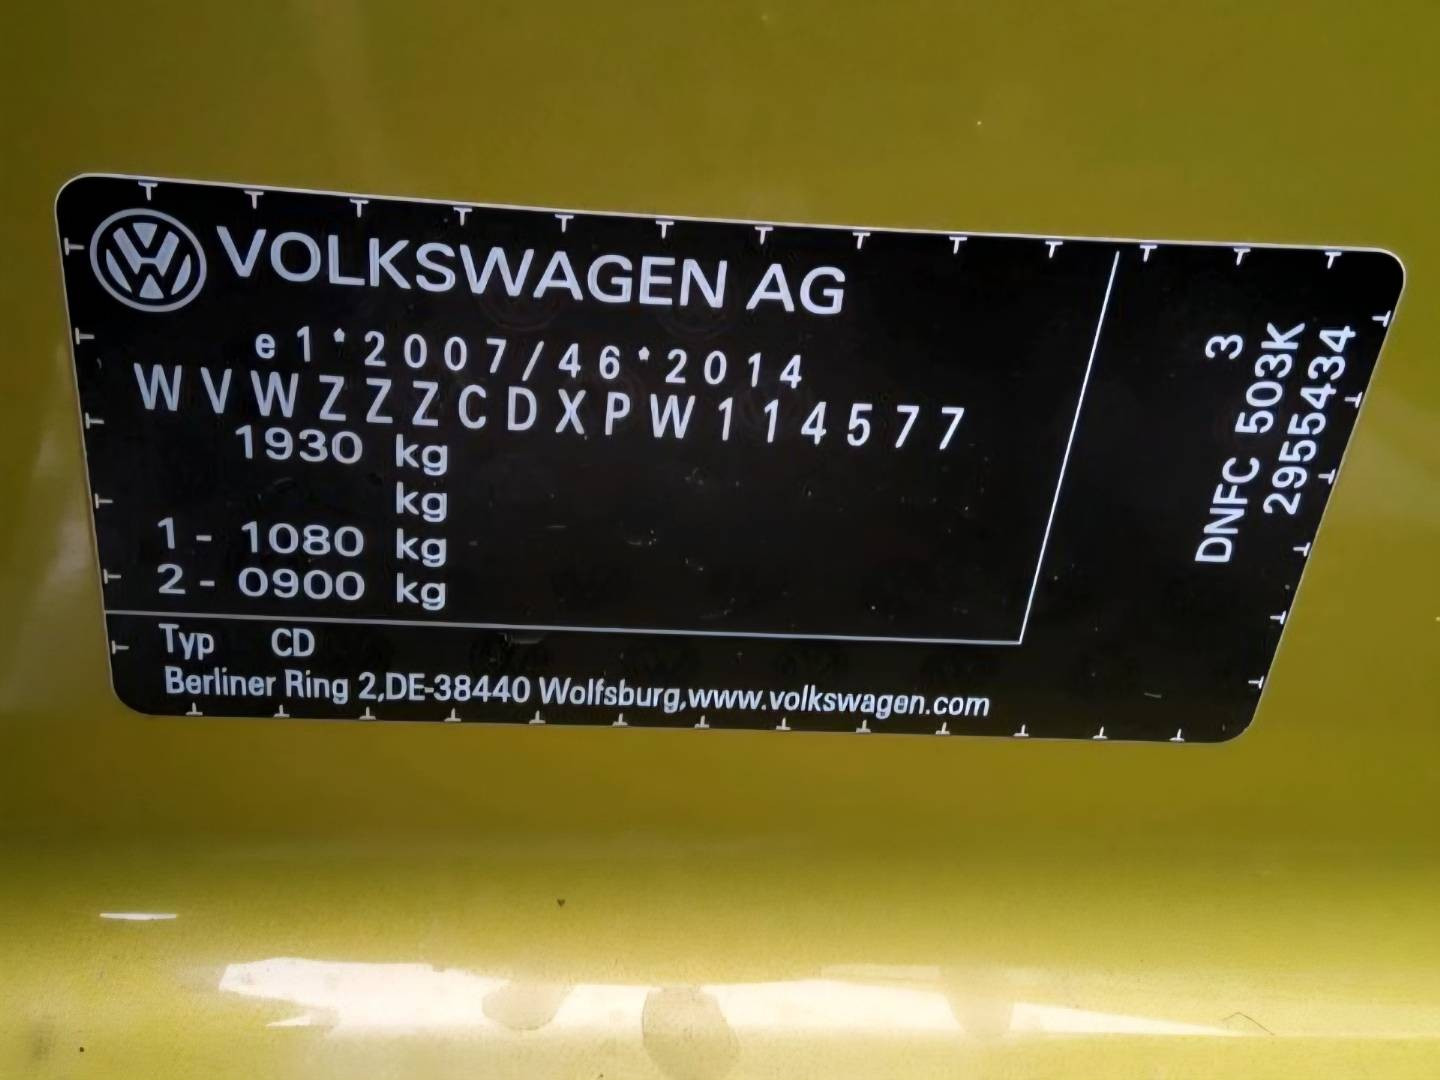 VOLKSWAGEN AG
e1*2007/46*2014
WVWZZZCDXPW114577
1930 kg
kg
1- 1080 kg
2- 0900 kg
Typ CD
Berliner Ring 2,DE-38440 Wolfsburg,www.volkswagen.com
3
DNFC 503K
2955434